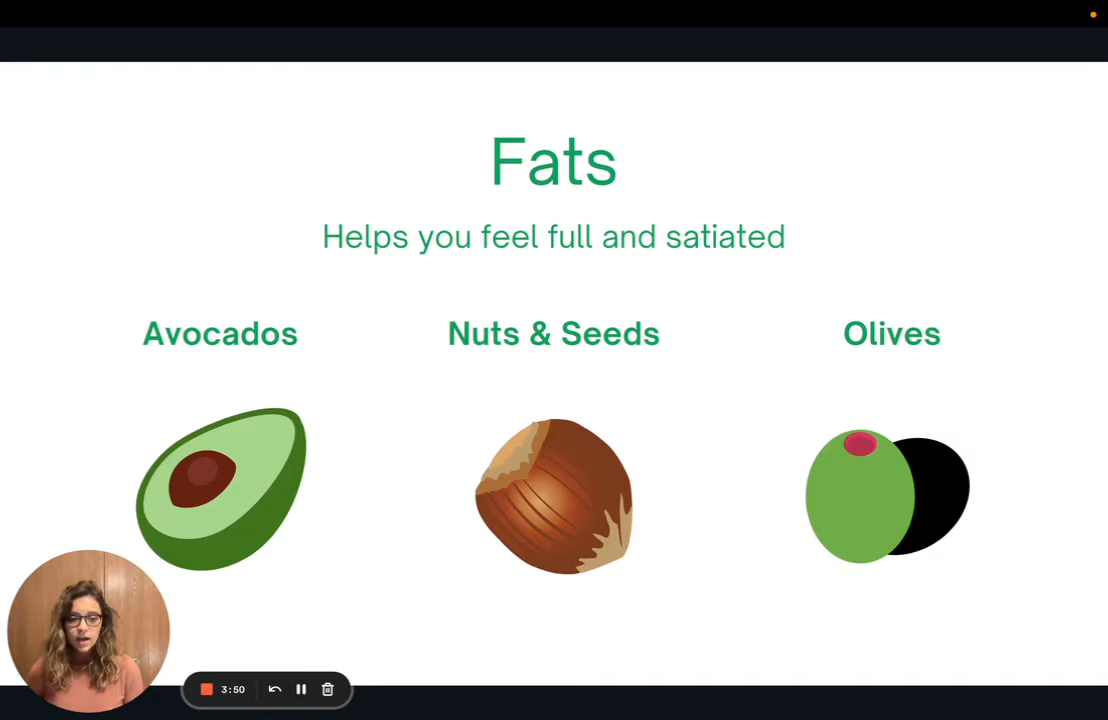 Fats
Helps you feel full and satiated
Avocados
Nuts & Seeds
Olives
3:50